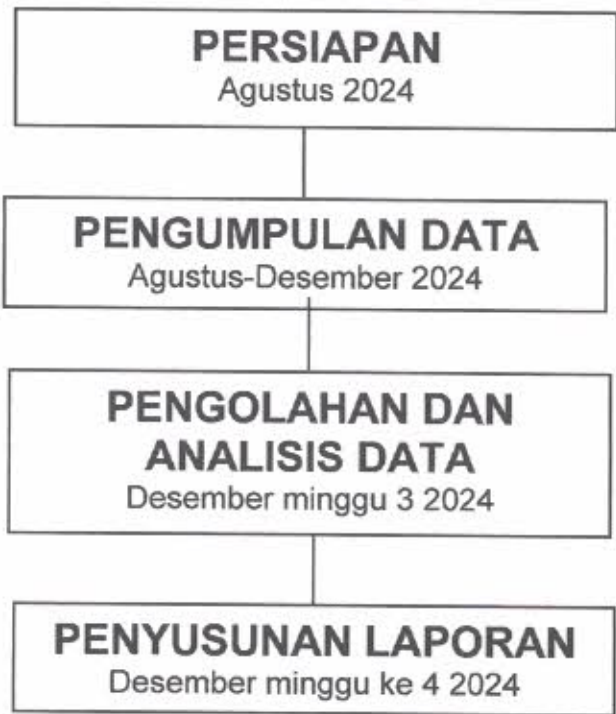 PERSIAPAN
Agustus 2024
PENGUMPULAN DATA
Agustus-Desember 2024
PENGOLAHAN DAN
ANALISIS DATA
Desember minggu 3 2024
PENYUSUNAN LAPORAN
Desember minggu ke 4 2024